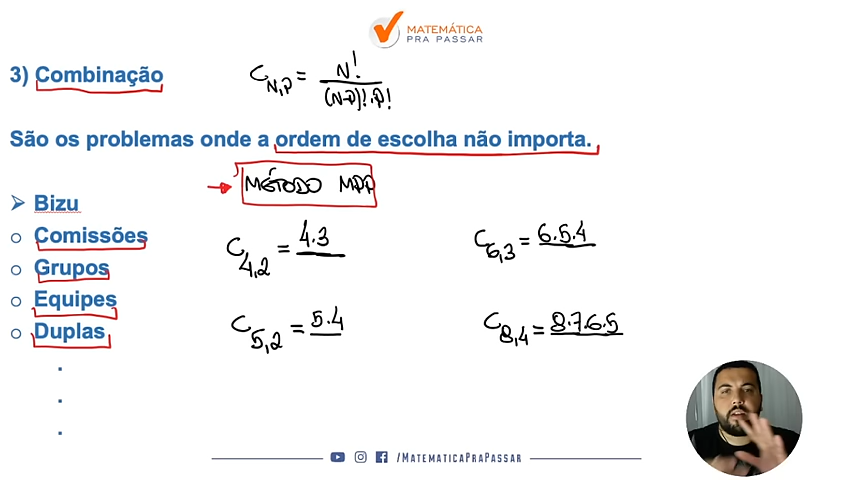 MATEMÁTICA
PRA PASSAR
3) Combinação
C N,P = N! / (N-P)!.P!
São os problemas onde a ordem de escolha não importa.
MÉTODO MPP
➢ Bizu
○ Comissões
○ Grupos
○ Equipes
○ Duplas
C 4,2 = 4.3
C 6,3 = 6.5.4
C 5,2 = 5.4
C 8,4 = 8.7.6.5
/MATEMATICAPRAPASSAR